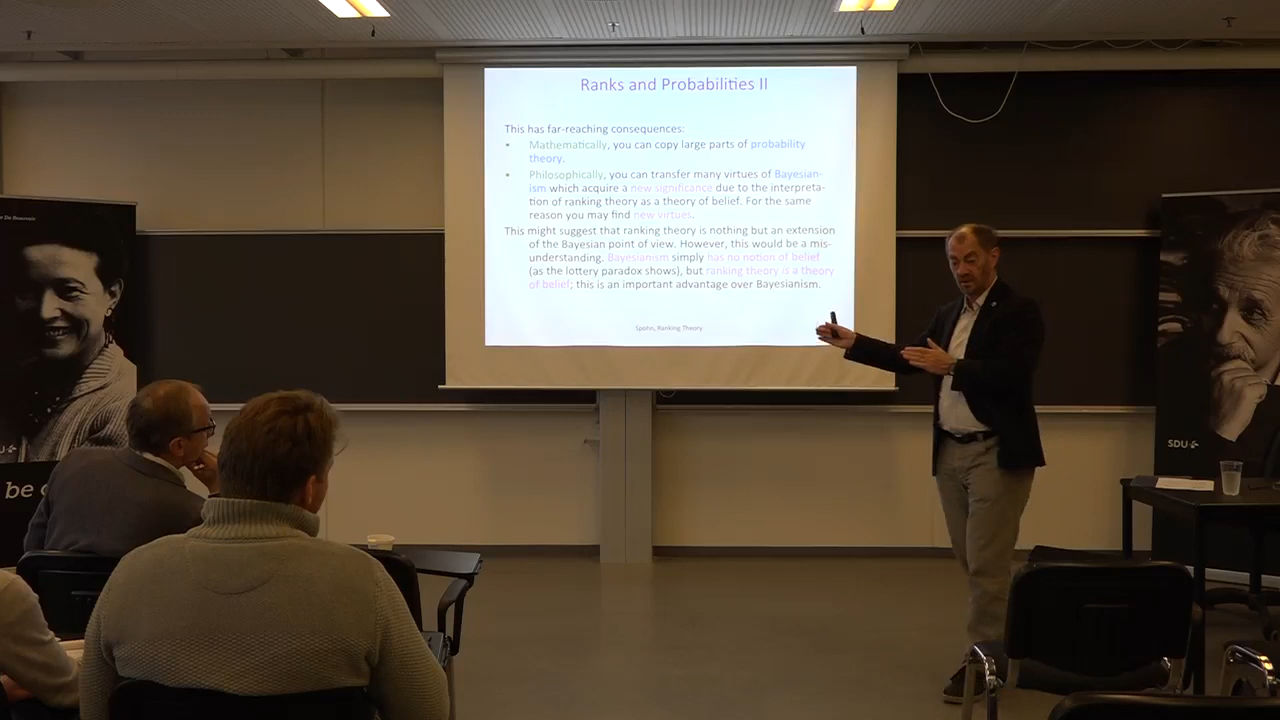 Ranks and Probabilities II
This has far-reaching consequences:
▪ Mathematically, you can copy large parts of probability
theory.
▪ Philosophically, you can transfer many virtues of Bayesian-
ism which acquire a new significance due to the interpreta-
tion of ranking theory as a theory of belief. For the same
reason you may find new virtues.
This might suggest that ranking theory is nothing but an extension
of the Bayesian point of view. However, this would be a mis-
understanding. Bayesianism simply has no notion of belief
(as the lottery paradox shows), but ranking theory is a theory
of belief; this is an important advantage over Bayesianism.
Spohn, Ranking Theory
De Beauvoir
SDU
be